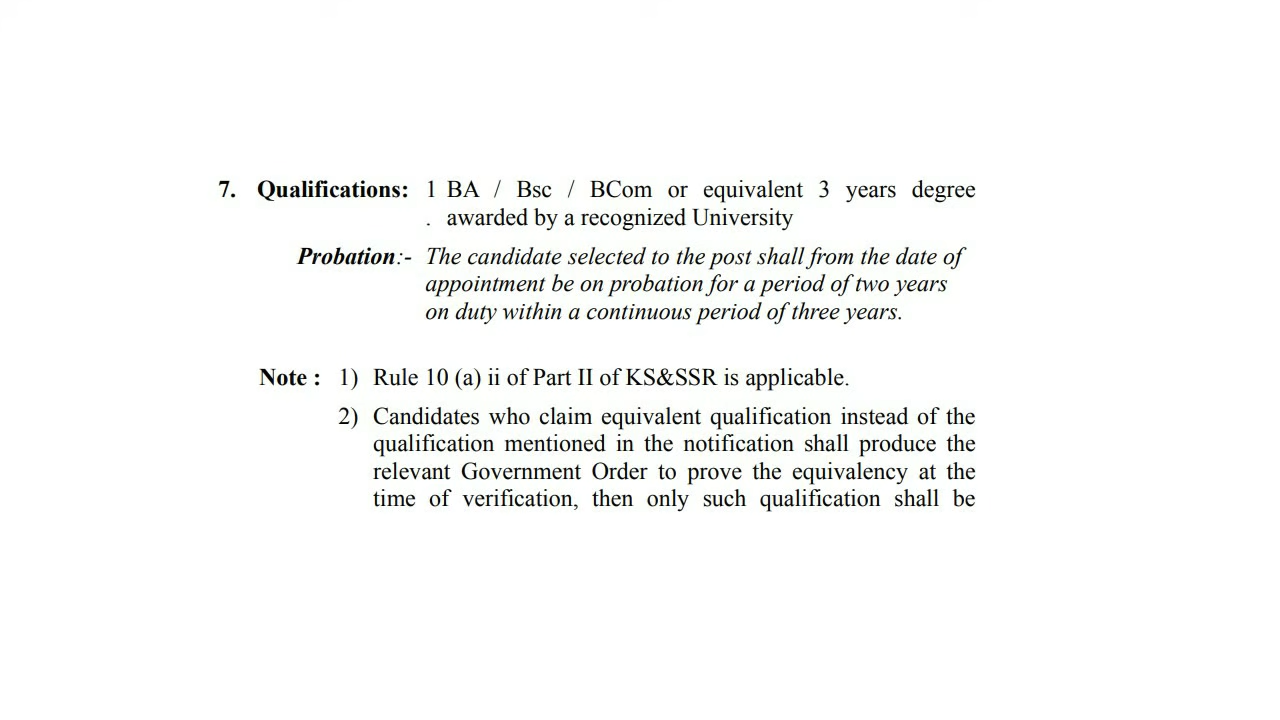 7. Qualifications: 1 BA / Bsc / BCom or equivalent 3 years degree
. awarded by a recognized University
Probation:- The candidate selected to the post shall from the date of
appointment be on probation for a period of two years
on duty within a continuous period of three years.
Note : 1) Rule 10 (a) ii of Part II of KS&SSR is applicable.
2) Candidates who claim equivalent qualification instead of the
qualification mentioned in the notification shall produce the
relevant Government Order to prove the equivalency at the
time of verification, then only such qualification shall be